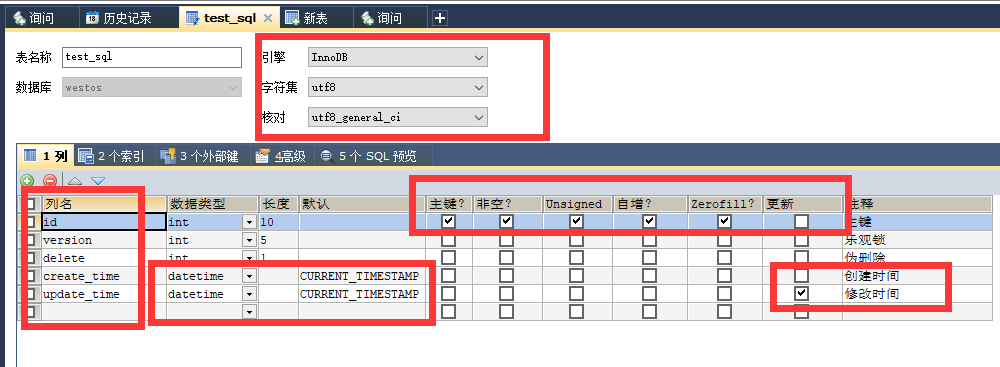 询问 历史记录 test_sql 新表 询问
表名称 test_sql 引擎 InnoDB
数据库 westos 字符集 utf8
核对 utf8_general_ci
1 列 2 个索引 3 个外部键 4高级 5 个 SQL 预览
列名 数据类型 长度 默认 主键? 非空? Unsigned 自增? Zerofill? 更新 注释
id int 10 主键
version int 5 乐观锁
delete int 1 伪删除
create_time datetime CURRENT_TIMESTAMP 创建时间
update_time datetime CURRENT_TIMESTAMP 修改时间